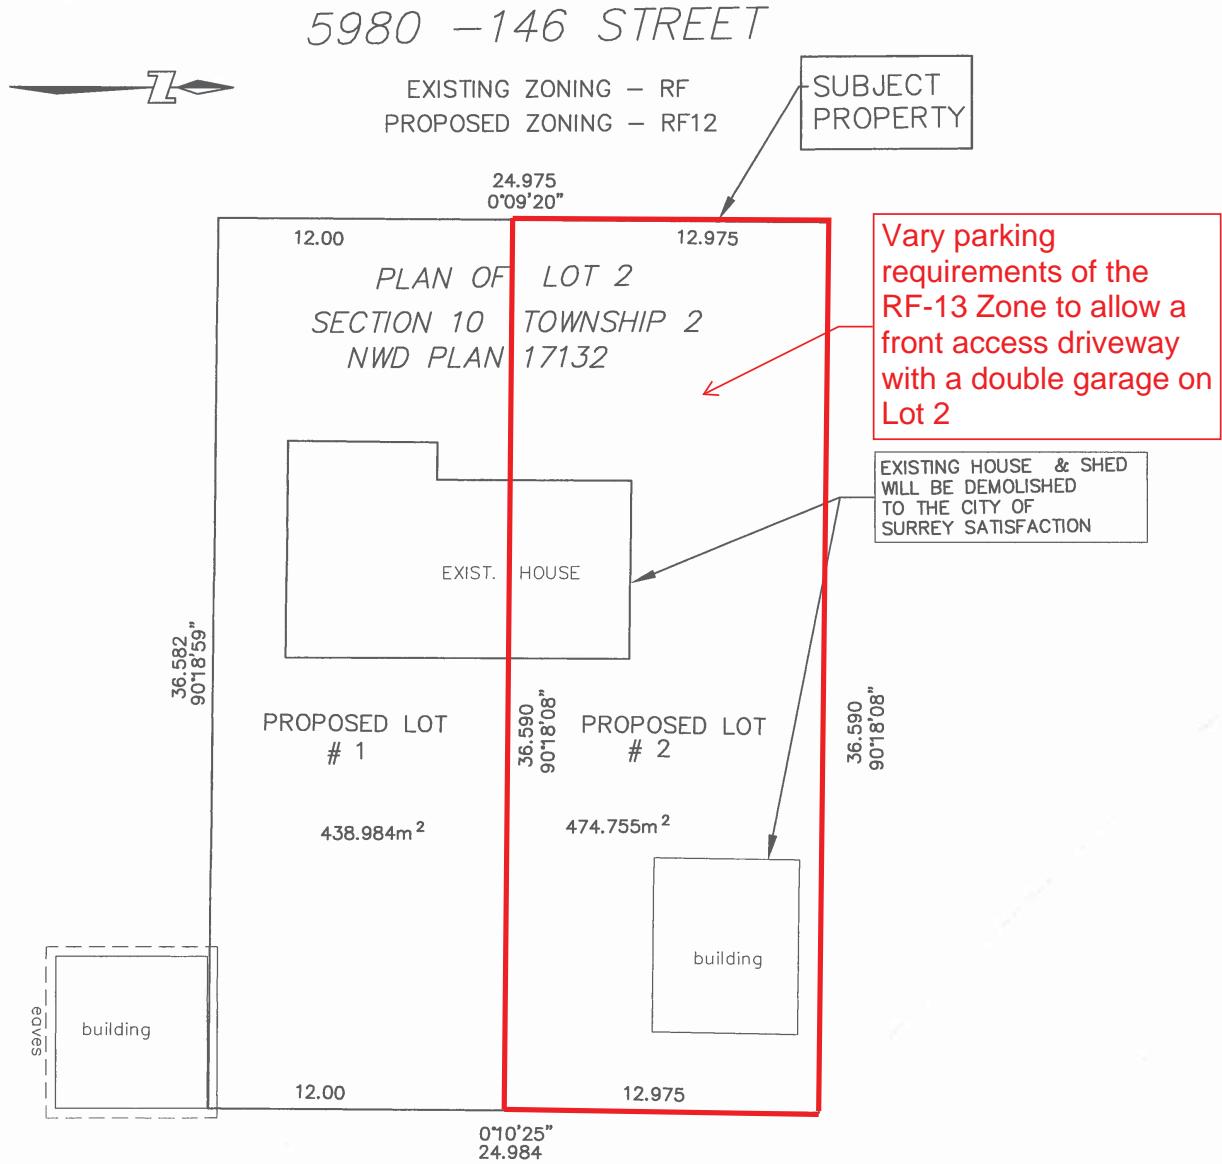 5980 -146 STREET
Z
EXISTING ZONING - RF
PROPOSED ZONING - RF12
SUBJECT
PROPERTY
24.975
0°09'20"
12.00
12.975
PLAN OF LOT 2
SECTION 10 TOWNSHIP 2
NWD PLAN 17132
Vary parking
requirements of the
RF-13 Zone to allow a
front access driveway
with a double garage on
Lot 2
EXISTING HOUSE & SHED
WILL BE DEMOLISHED
TO THE CITY OF
SURREY SATISFACTION
EXIST. HOUSE
36.582
90°18'59"
PROPOSED LOT
# 1
36.590
90°18'08"
PROPOSED LOT
# 2
36.590
90°18'08"
438.984m²
474.755m²
building
eaves
building
12.00
12.975
0°10'25"
24.984